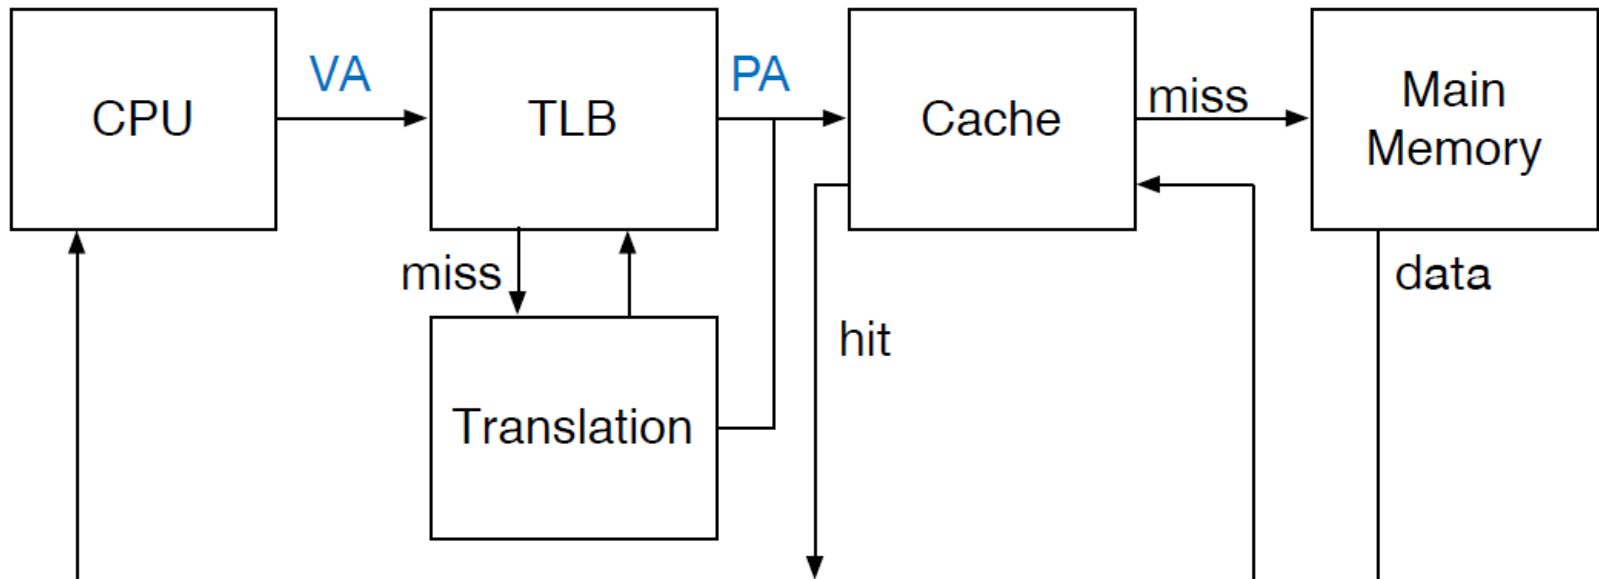 CPU
VA
TLB
PA
Cache
miss
Main
Memory
miss
Translation
hit
data